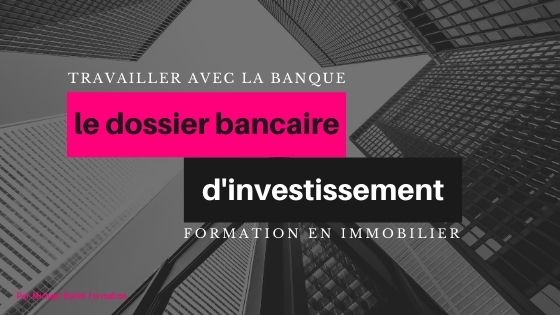 TRAVAILLER AVEC LA BANQUE
le dossier bancaire
d'investissement
FORMATION EN IMMOBILIER